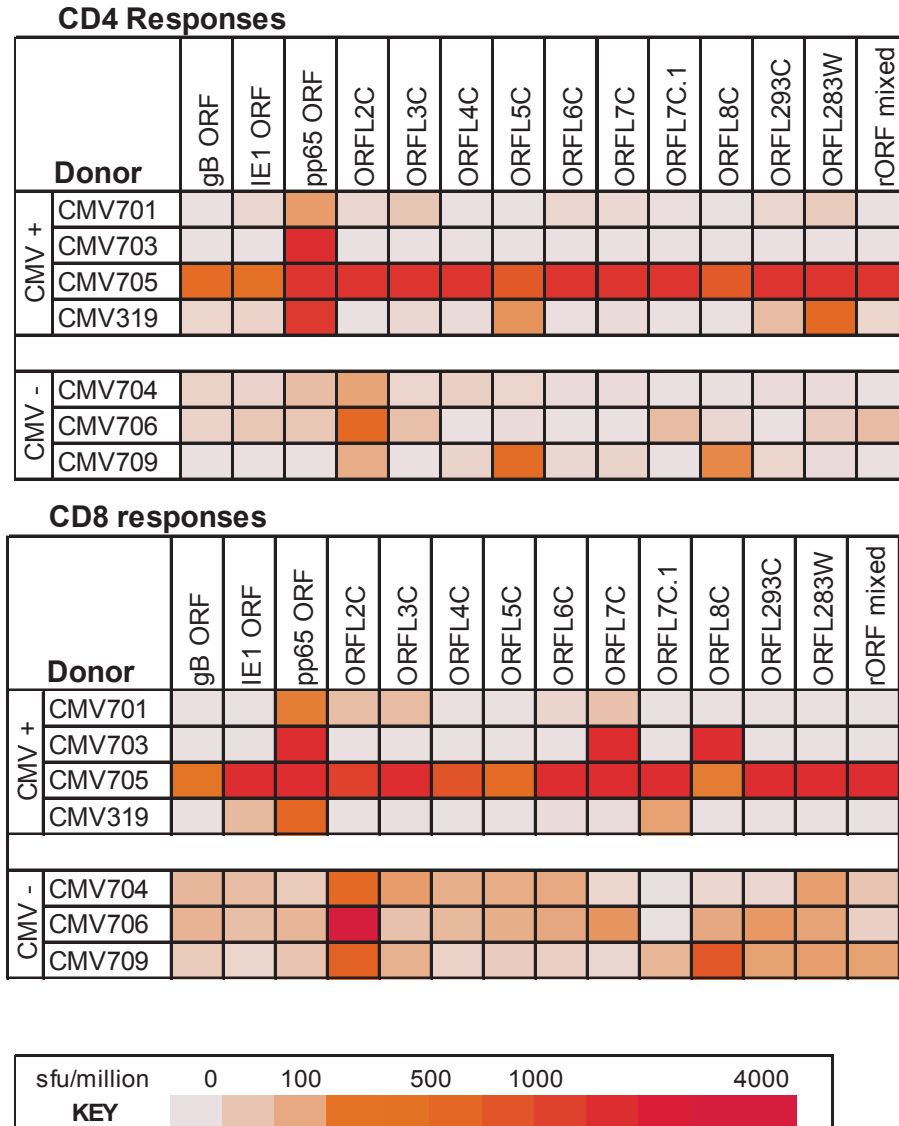 CD4 Responses
Donor gB ORF IE1 ORF pp65 ORF ORFL2C ORFL3C ORFL4C ORFL5C ORFL6C ORFL7C ORFL7C.1 ORFL8C ORFL293C ORFL283W rORF mixed
CMV +
CMV701
CMV703
CMV705
CMV319
CMV -
CMV704
CMV706
CMV709
CD8 responses
Donor gB ORF IE1 ORF pp65 ORF ORFL2C ORFL3C ORFL4C ORFL5C ORFL6C ORFL7C ORFL7C.1 ORFL8C ORFL293C ORFL283W rORF mixed
CMV +
CMV701
CMV703
CMV705
CMV319
CMV -
CMV704
CMV706
CMV709
sfu/million 0 100 500 1000 4000
KEY